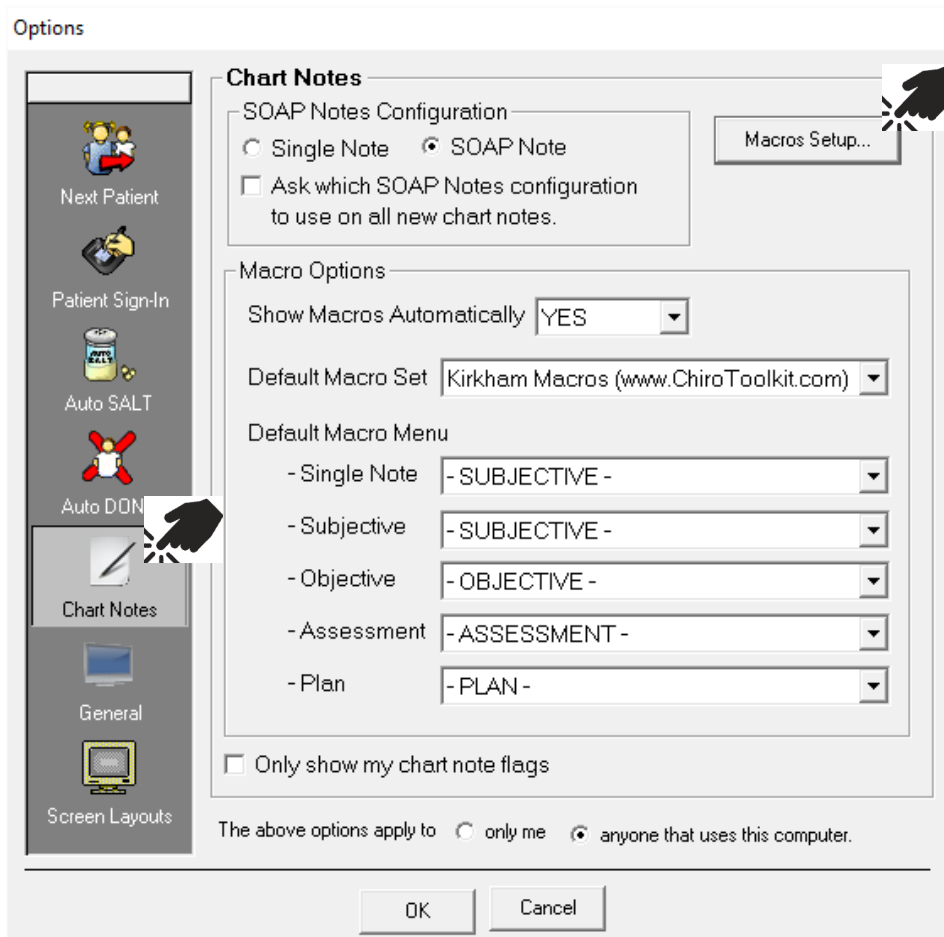 Options
Next Patient
Patient Sign-In
AUTO SALT
Auto SALT
Auto DON
Chart Notes
General
Screen Layouts
Chart Notes
SOAP Notes Configuration
Single Note SOAP Note
Ask which SOAP Notes configuration
to use on all new chart notes.
Macros Setup...
Macro Options
Show Macros Automatically YES
Default Macro Set Kirkham Macros (www.ChiroToolkit.com)
Default Macro Menu
- Single Note - SUBJECTIVE -
- Subjective - SUBJECTIVE -
- Objective - OBJECTIVE -
- Assessment - ASSESSMENT -
- Plan - PLAN -
Only show my chart note flags
The above options apply to only me anyone that uses this computer.
OK Cancel